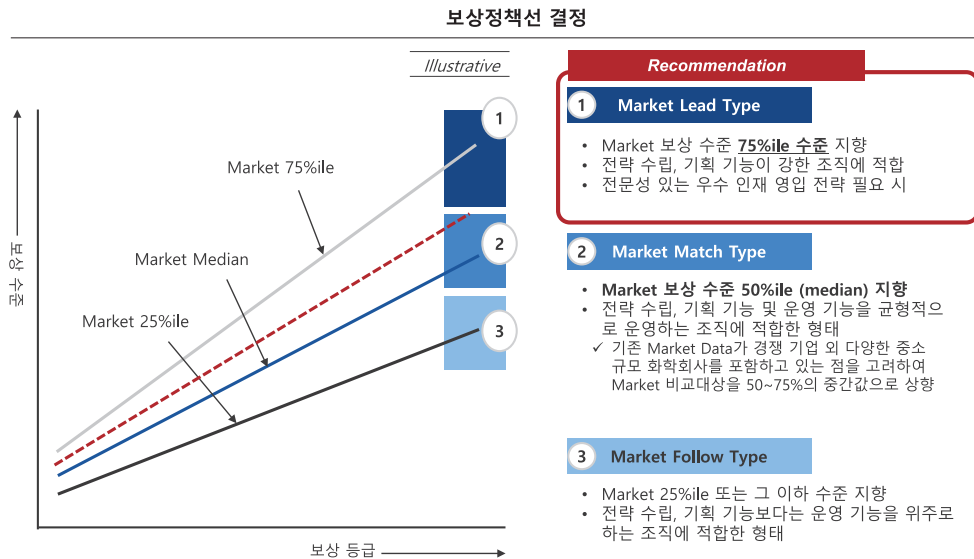 보상정책선 결정
Illustrative
Market 75%ile
Market Median
Market 25%ile
1
2
3
보상 수준
보상 등급
Recommendation
1 Market Lead Type
• Market 보상 수준 75%ile 수준 지향
• 전략 수립, 기획 기능이 강한 조직에 적합
• 전문성 있는 우수 인재 영입 전략 필요 시
2 Market Match Type
• Market 보상 수준 50%ile (median) 지향
• 전략 수립, 기획 기능 및 운영 기능을 균형적으
로 운영하는 조직에 적합한 형태
✓ 기존 Market Data가 경쟁 기업 외 다양한 중소
규모 화학회사를 포함하고 있는 점을 고려하여
Market 비교대상을 50~75%의 중간값으로 상향
3 Market Follow Type
• Market 25%ile 또는 그 이하 수준 지향
• 전략 수립, 기획 기능보다는 운영 기능을 위주로
하는 조직에 적합한 형태